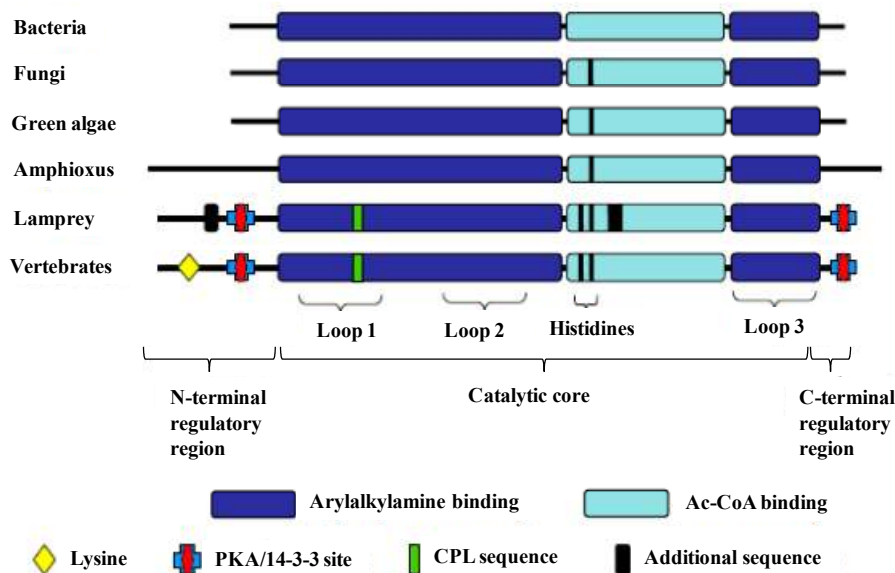 Bacteria
Fungi
Green algae
Amphioxus
Lamprey
Vertebrates
Loop 1
Loop 2
Histidines
Loop 3
N-terminal
regulatory
region
Catalytic core
C-terminal
regulatory
region
Arylalkylamine binding
Ac-CoA binding
Lysine
PKA/14-3-3 site
CPL sequence
Additional sequence